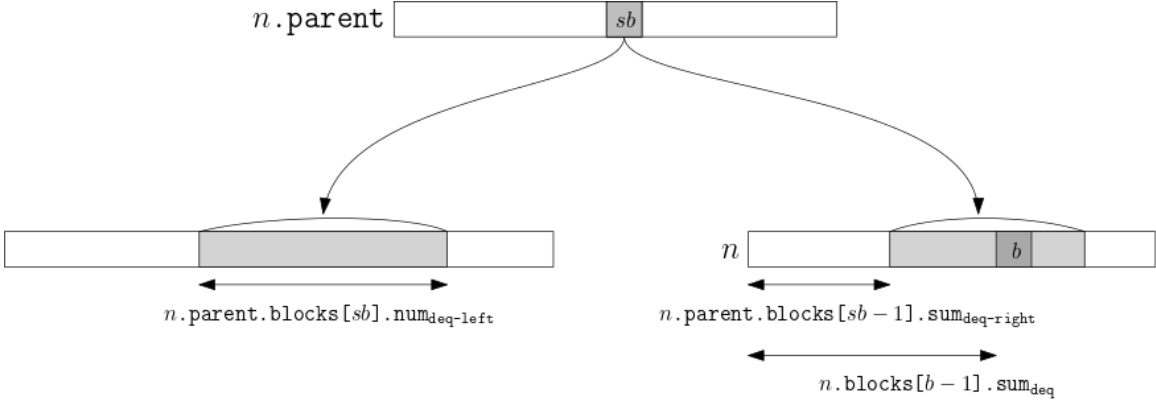 n.parent
sb
n
b
n.parent.blocks[sb].num_deq-left
n.parent.blocks[sb − 1].sum_deq-right
n.blocks[b − 1].sum_deq